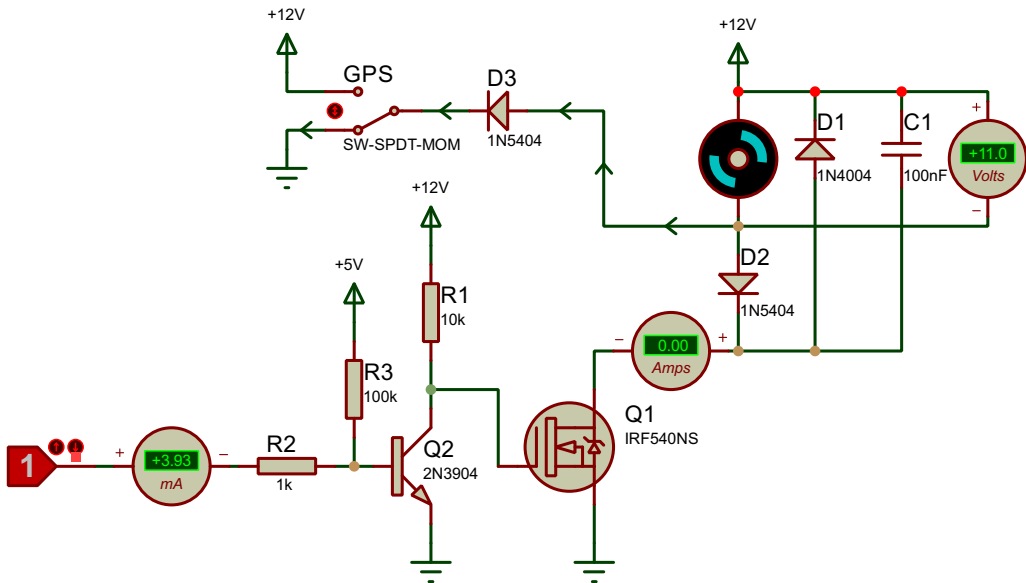 +12V
GPS
SW-SPDT-MOM
D3
1N5404
+12V
D1
1N4004
C1
100nF
+
+11.0
Volts
−
+12V
D2
1N5404
+5V
R1
10k
−
0.00
Amps
+
R3
100k
Q1
IRF540NS
1
+
+3.93
mA
−
R2
1k
Q2
2N3904